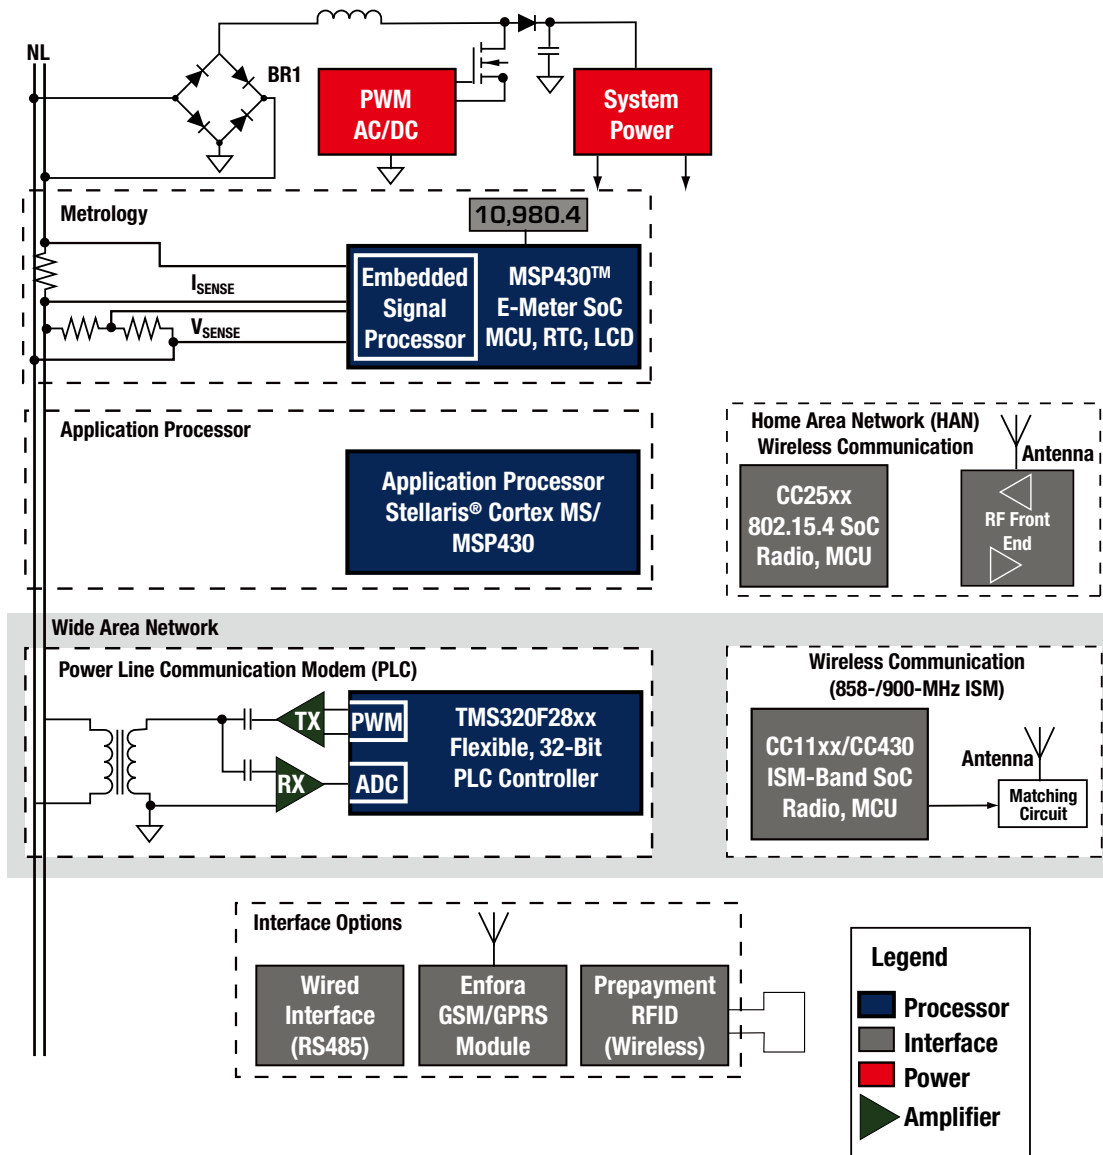 NL
BR1
PWM
AC/DC
System
Power
Metrology
10,980.4
ISENSE
VSENSE
Embedded
Signal
Processor
MSP430™
E-Meter SoC
MCU, RTC, LCD
Application Processor
Application Processor
Stellaris® Cortex MS/
MSP430
Home Area Network (HAN)
Wireless Communication
Antenna
CC25xx
802.15.4 SoC
Radio, MCU
RF Front
End
Wide Area Network
Power Line Communication Modem (PLC)
TX
RX
PWM
ADC
TMS320F28xx
Flexible, 32-Bit
PLC Controller
Wireless Communication
(858-/900-MHz ISM)
CC11xx/CC430
ISM-Band SoC
Radio, MCU
Antenna
Matching
Circuit
Interface Options
Wired
Interface
(RS485)
Enfora
GSM/GPRS
Module
Prepayment
RFID
(Wireless)
Legend
Processor
Interface
Power
Amplifier